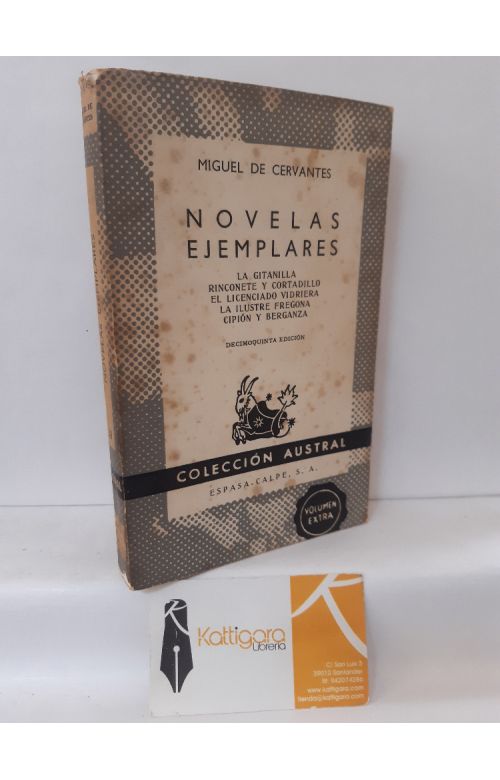 MIGUEL DE CERVANTES
NOVELAS
EJEMPLARES
LA GITANILLA
RINCONETE Y CORTADILLO
EL LICENCIADO VIDRIERA
LA ILUSTRE FREGONA
CIPIÓN Y BERGANZA
DECIMOQUINTA EDICIÓN
COLECCIÓN AUSTRAL
ESPASA-CALPE, S. A.
VOLUMEN
EXTRA
Kattigara
Librería
C/ San Luis 5
39010 Santander
tlf: 942074286
www.kattigara.com
tienda@kattigara.com